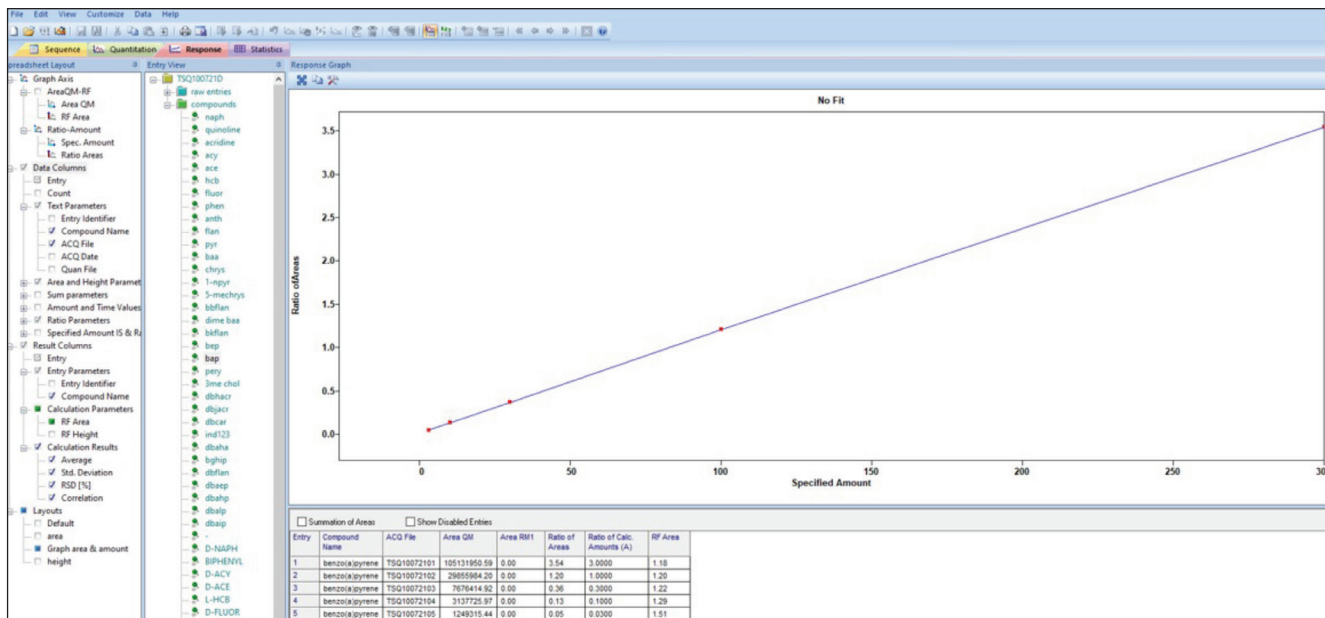 File Edit View Customize Data Help
Sequence Quantitation Response Statistics
preadsheet Layout
Graph Axis
AreaQM-RF
Area QM
RF Area
Ratio-Amount
Spec. Amount
Ratio Areas
Data Columns
Entry
Count
Text Parameters
Entry Identifier
Compound Name
ACQ File
ACQ Date
Quan File
Area and Height Paramet
Sum parameters
Amount and Time Values
Ratio Parameters
Specified Amount IS & Ra
Result Columns
Entry
Entry Parameters
Entry Identifier
Compound Name
Calculation Parameters
RF Area
RF Height
Calculation Results
Average
Std. Deviation
RSD [%]
Correlation
Layouts
Default
area
Graph area & amount
height
Entry View
TSQ100721D
raw entries
compounds
naph
quinoline
acridine
acy
ace
hcb
fluor
phen
anth
flan
pyr
baa
chrys
1-npyr
5-mechrys
bbflan
dime baa
bkflan
bep
bap
pery
3me chol
dbhacr
dbjacr
dbcar
ind123
dbaha
bghip
dbflan
dbaep
dbahp
dbalp
dbaip
-
D-NAPH
BIPHENYL
D-ACY
D-ACE
L-HCB
D-FLUOR
Response Graph
No Fit
Ratio ofAreas
3.5
3.0
2.5
2.0
1.5
1.0
0.5
0.0
0 50 100 150 200 250 30
Specified Amount
Summation of Areas Show Disabled Entries
Entry Compound Name ACQ File Area QM Area RM1 Ratio of Areas Ratio of Calc. Amounts (A) RF Area
1 benzo(a)pyrene TSQ10072101 105131950.59 0.00 3.54 3.0000 1.18
2 benzo(a)pyrene TSQ10072102 29855984.20 0.00 1.20 1.0000 1.20
3 benzo(a)pyrene TSQ10072103 7676414.92 0.00 0.36 0.3000 1.22
4 benzo(a)pyrene TSQ10072104 3137725.97 0.00 0.13 0.1000 1.29
5 benzo(a)pyrene TSQ10072105 1249315.44 0.00 0.05 0.0300 1.51